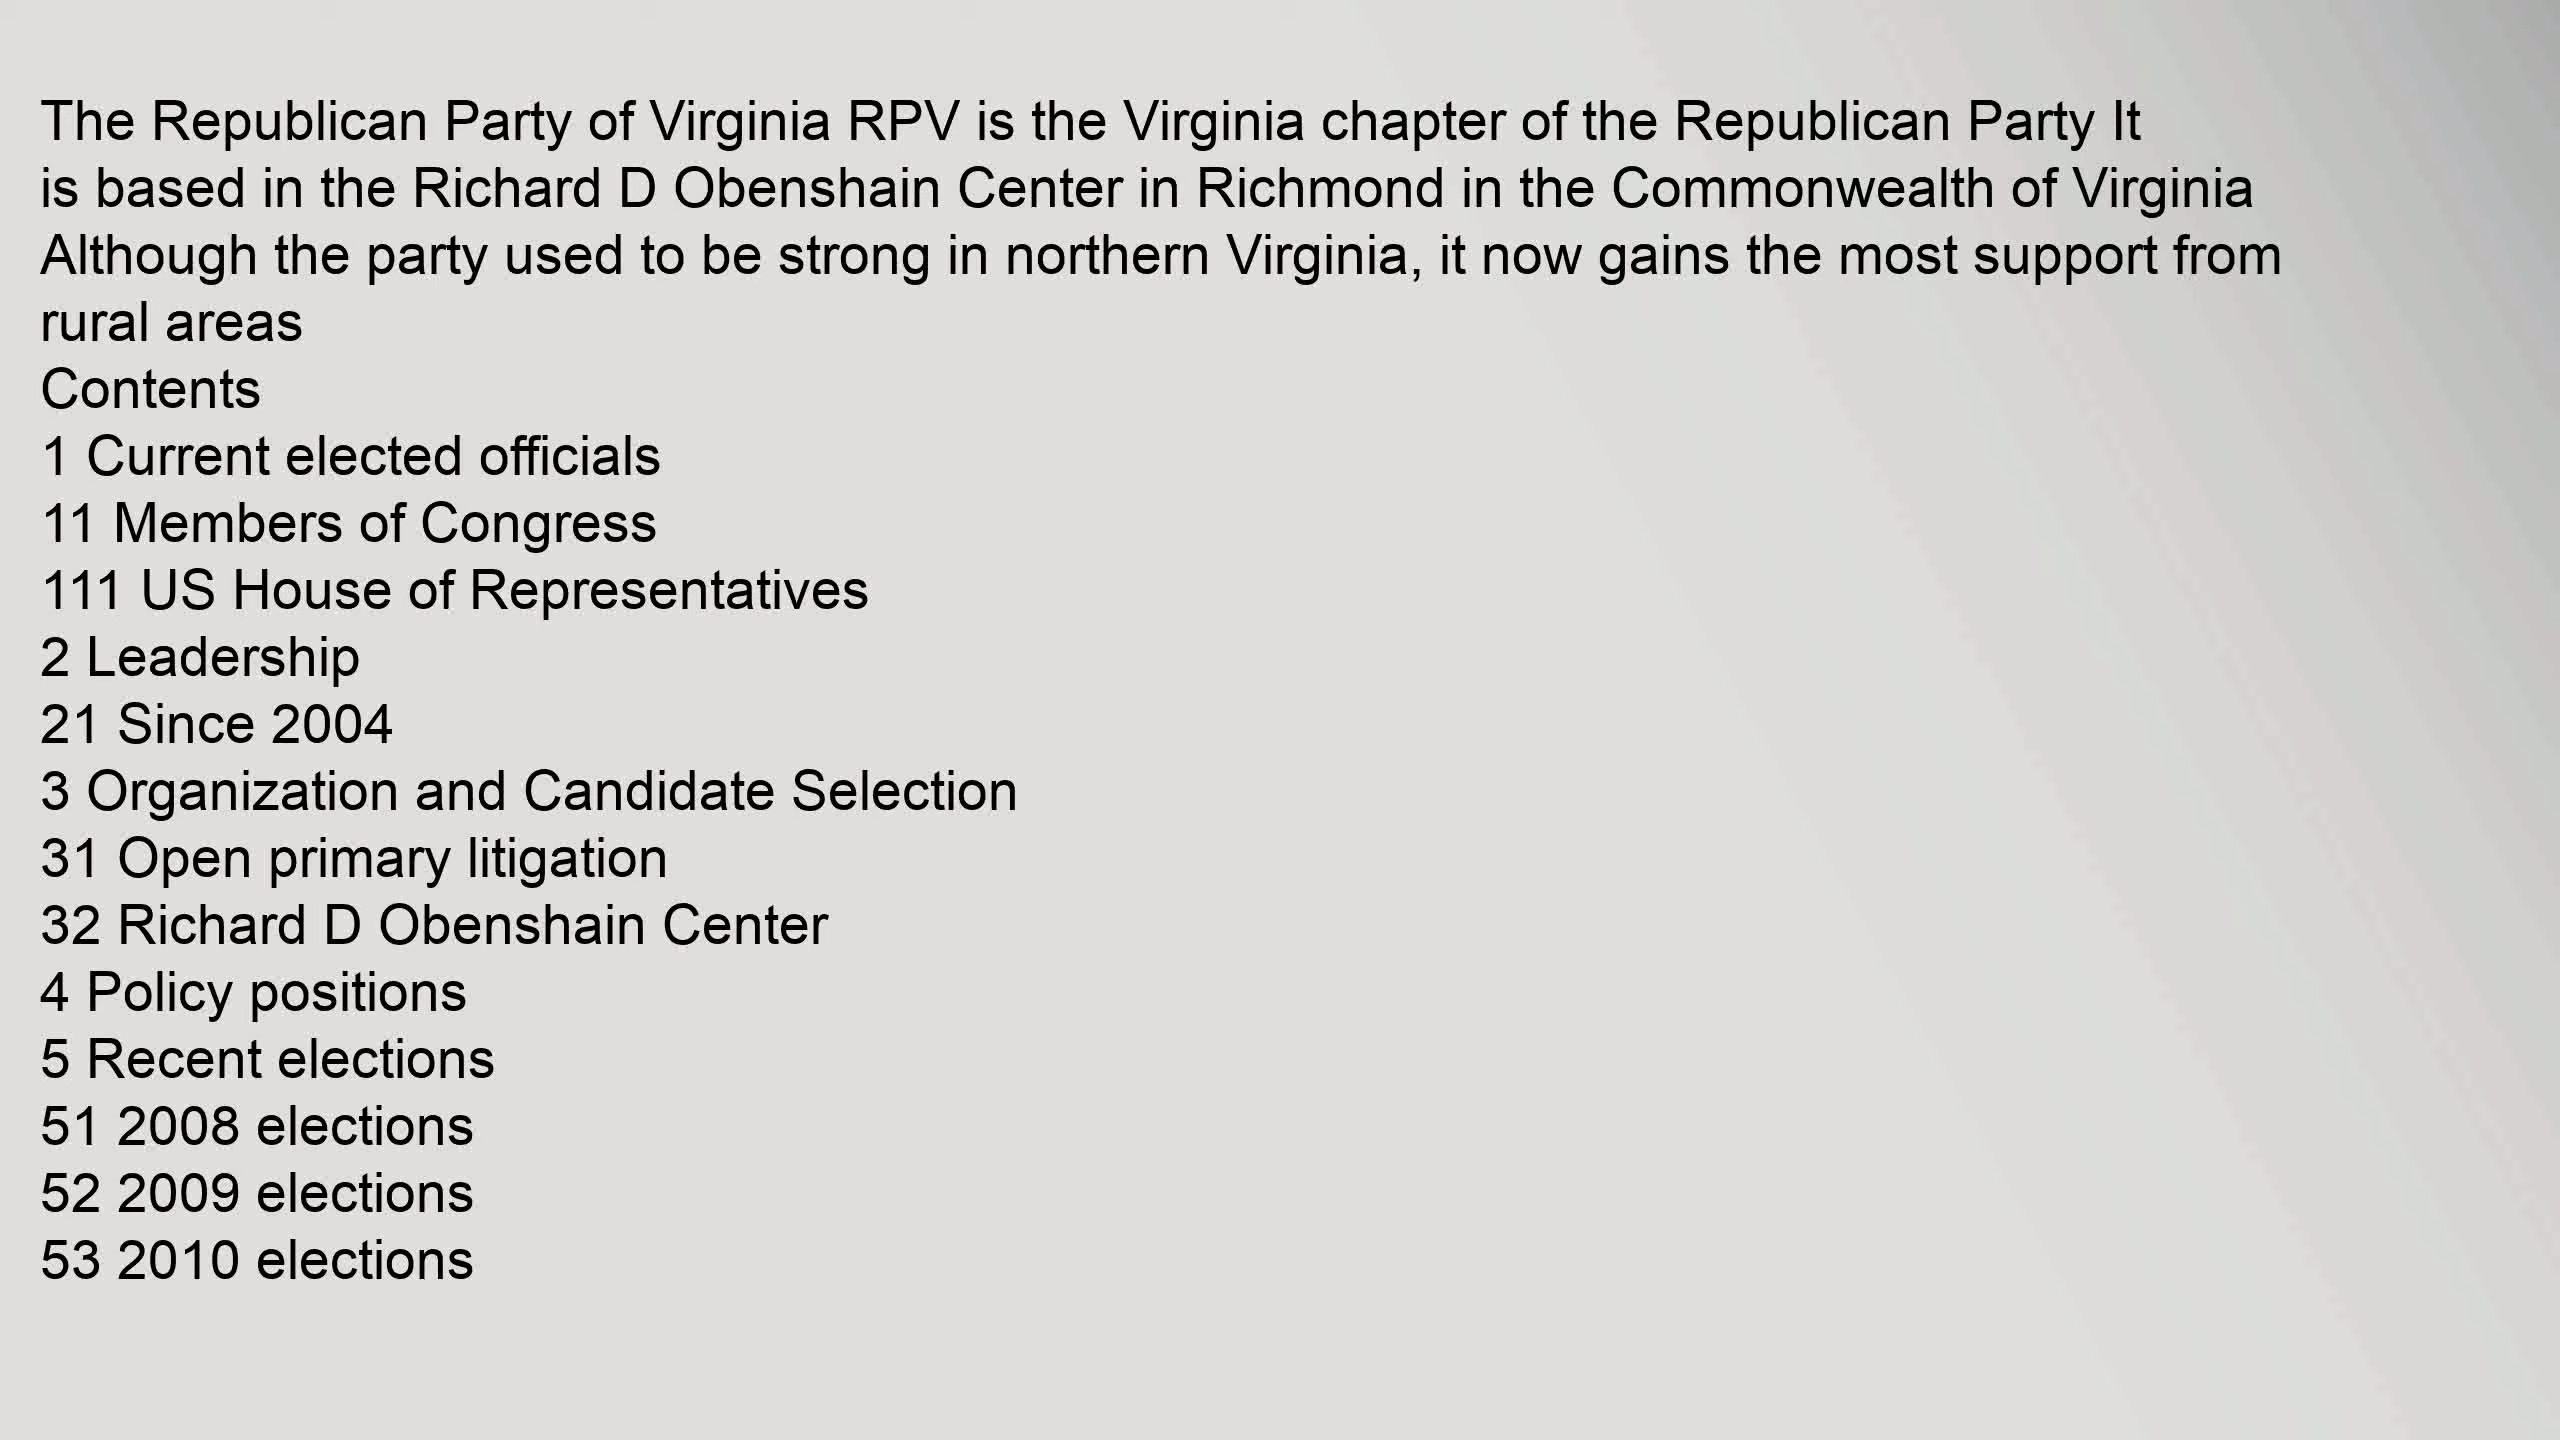 The Republican Party of Virginia RPV is the Virginia chapter of the Republican Party It
is based in the Richard D Obenshain Center in Richmond in the Commonwealth of Virginia
Although the party used to be strong in northern Virginia, it now gains the most support from
rural areas
Contents
1 Current elected officials
11 Members of Congress
111 US House of Representatives
2 Leadership
21 Since 2004
3 Organization and Candidate Selection
31 Open primary litigation
32 Richard D Obenshain Center
4 Policy positions
5 Recent elections
51 2008 elections
52 2009 elections
53 2010 elections